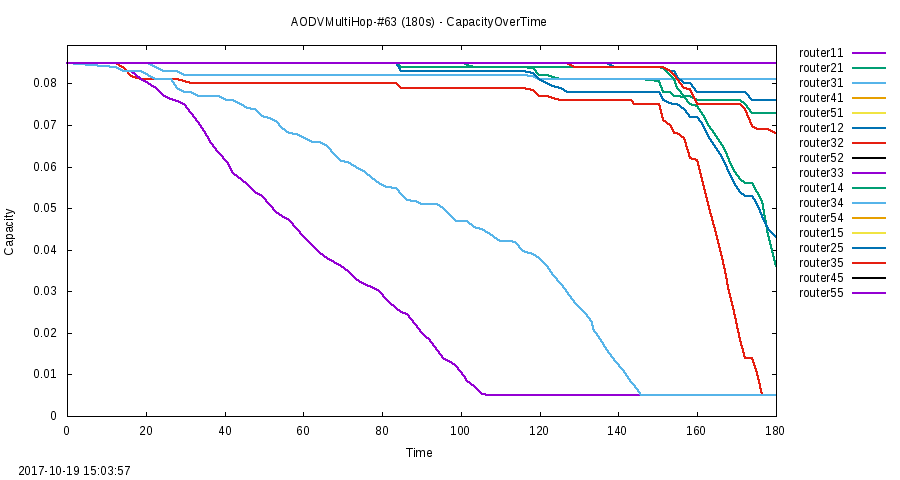 AODVMultiHop-#63 (180s) - CapacityOverTime
router11
router21
router31
router41
router51
router12
router32
router52
router33
router14
router34
router54
router15
router25
router35
router45
router55
Capacity
0.08
0.07
0.06
0.05
0.04
0.03
0.02
0.01
0
0 20 40 60 80 100 120 140 160 180
Time
2017-10-19 15:03:57